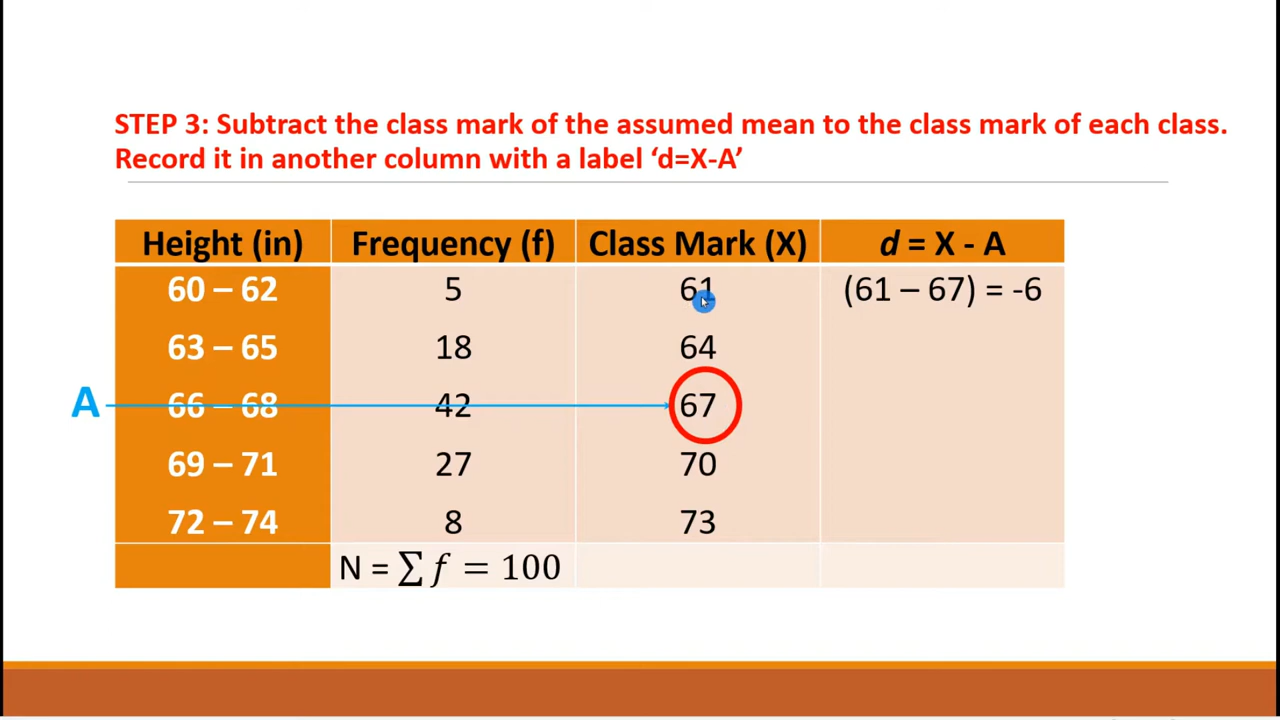 STEP 3: Subtract the class mark of the assumed mean to the class mark of each class.
Record it in another column with a label ‘d=X-A’
Height (in) Frequency (f) Class Mark (X) d = X - A
60 – 62 5 61 (61 – 67) = -6
63 – 65 18 64
A 66 – 68 42 67
69 – 71 27 70
72 – 74 8 73
N = ∑ f = 100